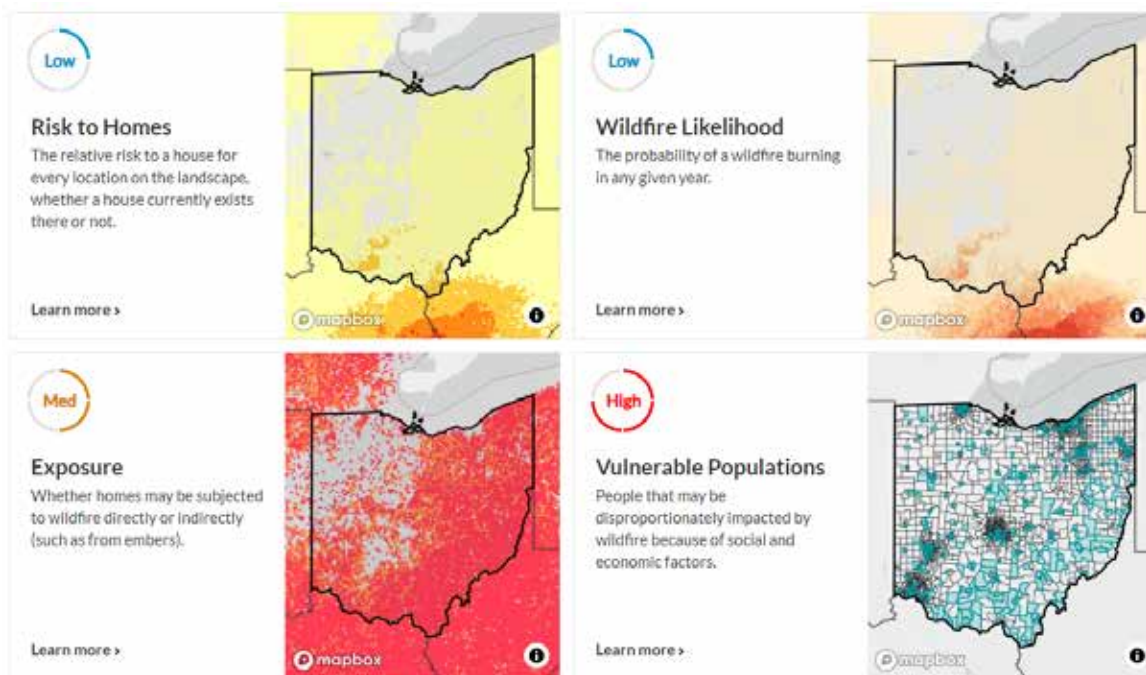 Low
Risk to Homes
The relative risk to a house for
every location on the landscape,
whether a house currently exists
there or not.
Learn more ›
mapbox
Low
Wildfire Likelihood
The probability of a wildfire burning
in any given year.
Learn more ›
mapbox
Med
Exposure
Whether homes may be subjected
to wildfire directly or indirectly
(such as from embers).
Learn more ›
mapbox
High
Vulnerable Populations
People that may be
disproportionately impacted by
wildfire because of social and
economic factors.
Learn more ›
mapbox